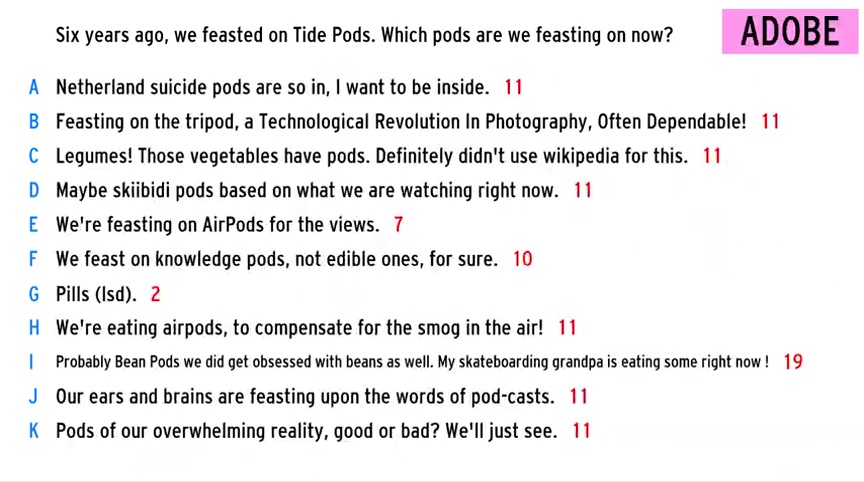 Six years ago, we feasted on Tide Pods. Which pods are we feasting on now?
ADOBE
A Netherland suicide pods are so in, I want to be inside. 11
B Feasting on the tripod, a Technological Revolution In Photography, Often Dependable! 11
C Legumes! Those vegetables have pods. Definitely didn't use wikipedia for this. 11
D Maybe skiibidi pods based on what we are watching right now. 11
E We're feasting on AirPods for the views. 7
F We feast on knowledge pods, not edible ones, for sure. 10
G Pills (lsd). 2
H We're eating airpods, to compensate for the smog in the air! 11
I Probably Bean Pods we did get obsessed with beans as well. My skateboarding grandpa is eating some right now ! 19
J Our ears and brains are feasting upon the words of pod-casts. 11
K Pods of our overwhelming reality, good or bad? We'll just see. 11